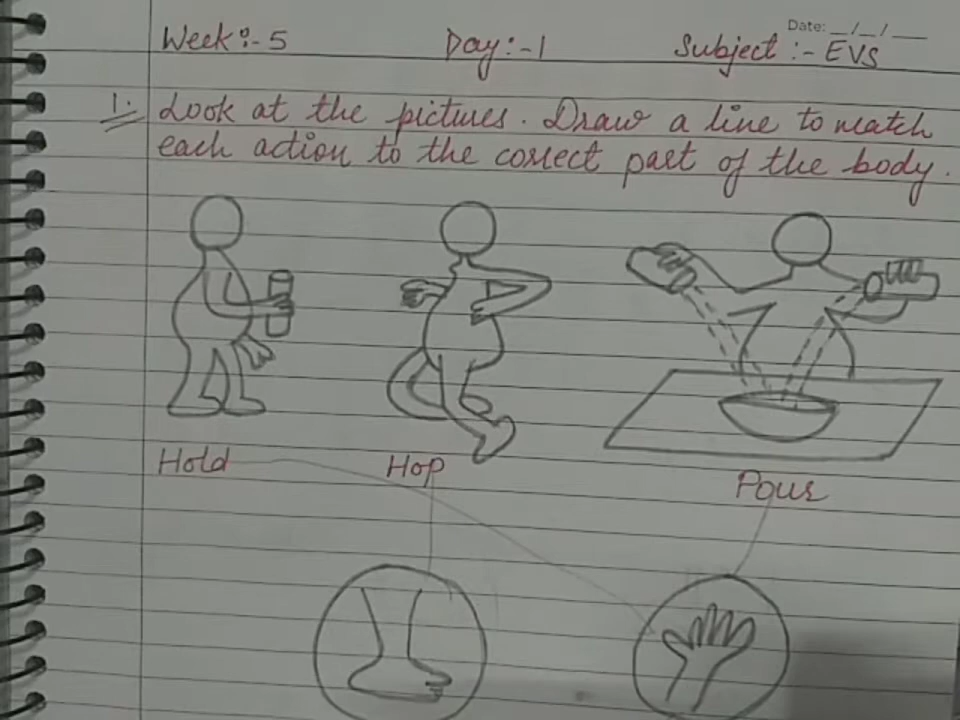 Date: __/__/__
Week:-5 Day:-1 Subject:- EVS
1. Look at the pictures. Draw a line to match
each action to the correct part of the body.
Hold Hop Pour